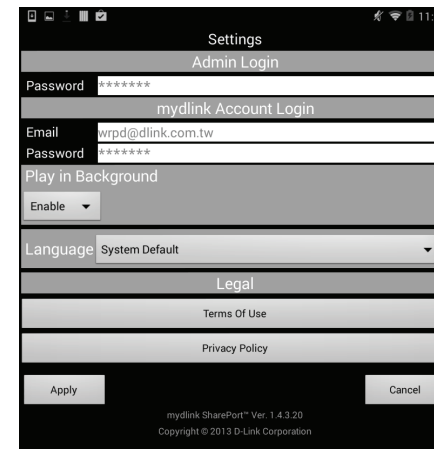 11:
Settings
Admin Login
Password *******
mydlink Account Login
Email wrpd@dlink.com.tw
Password *******
Play in Background
Enable
Language System Default
Legal
Terms Of Use
Privacy Policy
Apply Cancel
mydlink SharePort™ Ver. 1.4.3.20
Copyright © 2013 D-Link Corporation